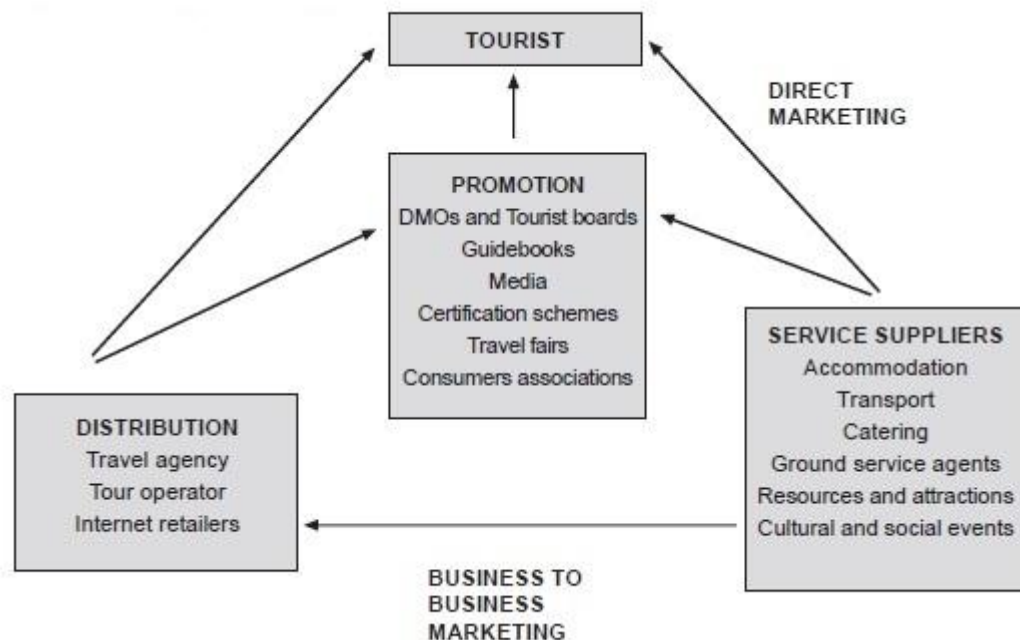 TOURIST
DIRECT
MARKETING
PROMOTION
DMOs and Tourist boards
Guidebooks
Media
Certification schemes
Travel fairs
Consumers associations
SERVICE SUPPLIERS
Accommodation
Transport
Catering
Ground service agents
Resources and attractions
Cultural and social events
DISTRIBUTION
Travel agency
Tour operator
Internet retailers
BUSINESS TO
BUSINESS
MARKETING